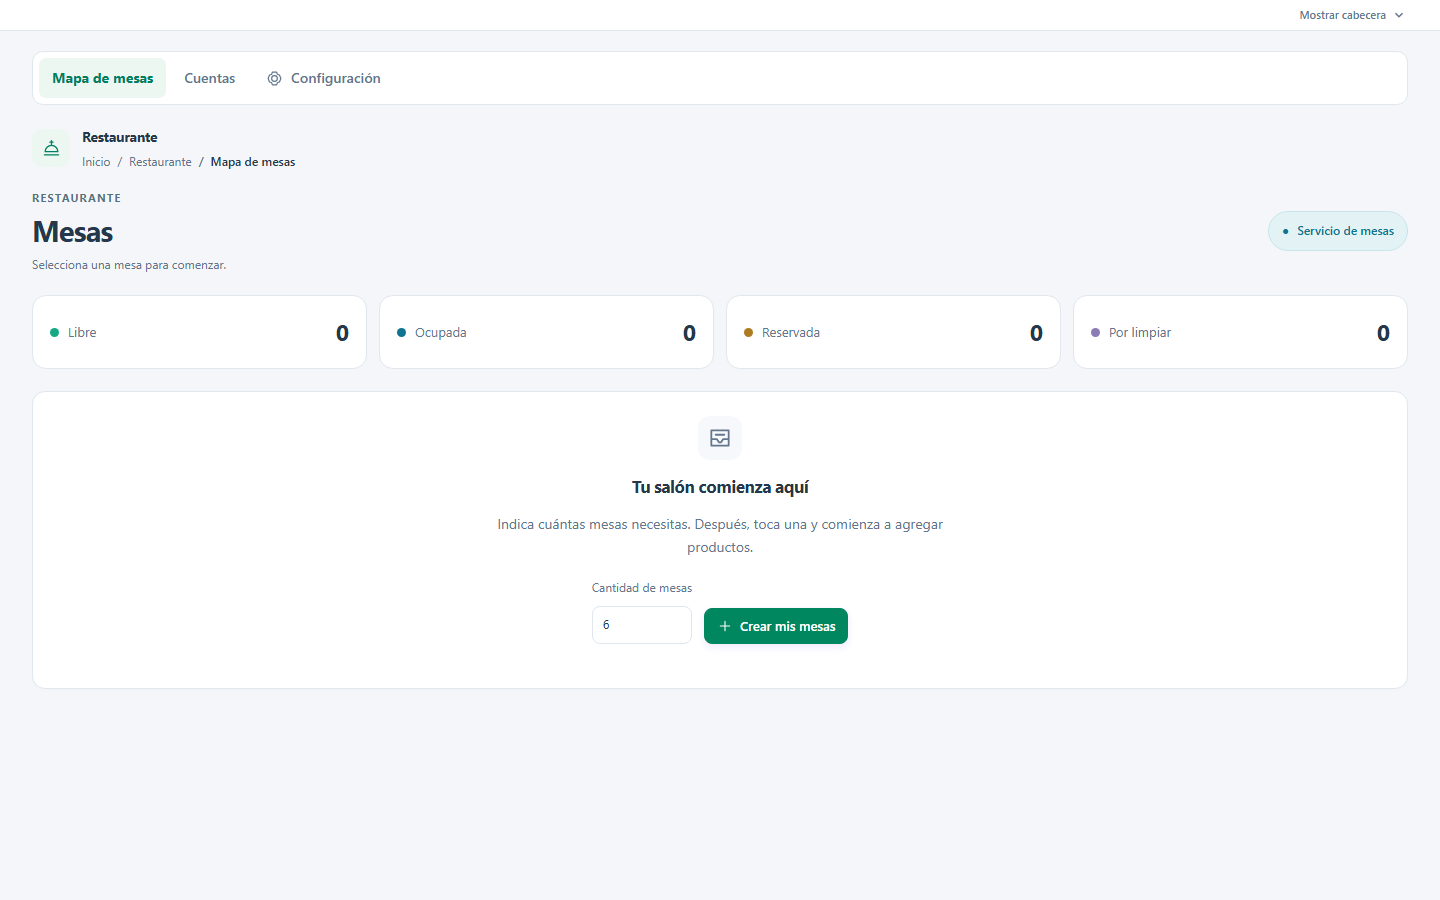 Mostrar cabecera
Mapa de mesas
Cuentas
Configuración
Restaurante
Inicio / Restaurante / Mapa de mesas
RESTAURANTE
Mesas
Servicio de mesas
Selecciona una mesa para comenzar.
Libre 0
Ocupada 0
Reservada 0
Por limpiar 0
Tu salón comienza aquí
Indica cuántas mesas necesitas. Después, toca una y comienza a agregar
productos.
Cantidad de mesas
6
+ Crear mis mesas